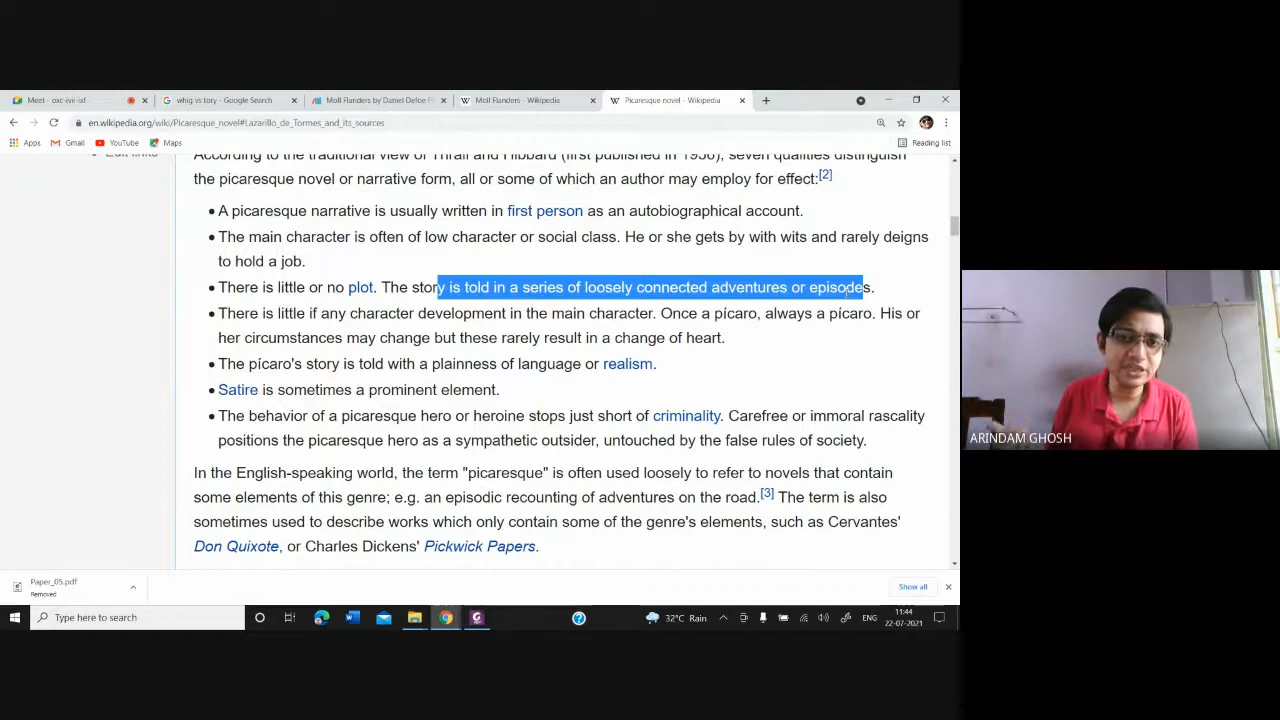 Meet - oxc-ivii-ixf
whig vs tory - Google Search
Moll Flanders by Daniel Defoe P
Moll Flanders - Wikipedia
Picaresque novel - Wikipedia
en.wikipedia.org/wiki/Picaresque_novel#Lazarillo_de_Tormes_and_its_sources
Apps Gmail YouTube Maps Reading list
Edit links
According to the traditional view of Thrall and Hibbard (first published in 1936), seven qualities distinguish
the picaresque novel or narrative form, all or some of which an author may employ for effect:[2]
• A picaresque narrative is usually written in first person as an autobiographical account.
• The main character is often of low character or social class. He or she gets by with wits and rarely deigns
to hold a job.
• There is little or no plot. The story is told in a series of loosely connected adventures or episodes.
• There is little if any character development in the main character. Once a pícaro, always a pícaro. His or
her circumstances may change but these rarely result in a change of heart.
• The pícaro's story is told with a plainness of language or realism.
• Satire is sometimes a prominent element.
• The behavior of a picaresque hero or heroine stops just short of criminality. Carefree or immoral rascality
positions the picaresque hero as a sympathetic outsider, untouched by the false rules of society.
In the English-speaking world, the term "picaresque" is often used loosely to refer to novels that contain
some elements of this genre; e.g. an episodic recounting of adventures on the road.[3] The term is also
sometimes used to describe works which only contain some of the genre's elements, such as Cervantes'
Don Quixote, or Charles Dickens' Pickwick Papers.
ARINDAM GHOSH
Paper_05.pdf
Removed
Show all
Type here to search
32°C Rain
ENG
11:44
22-07-2021